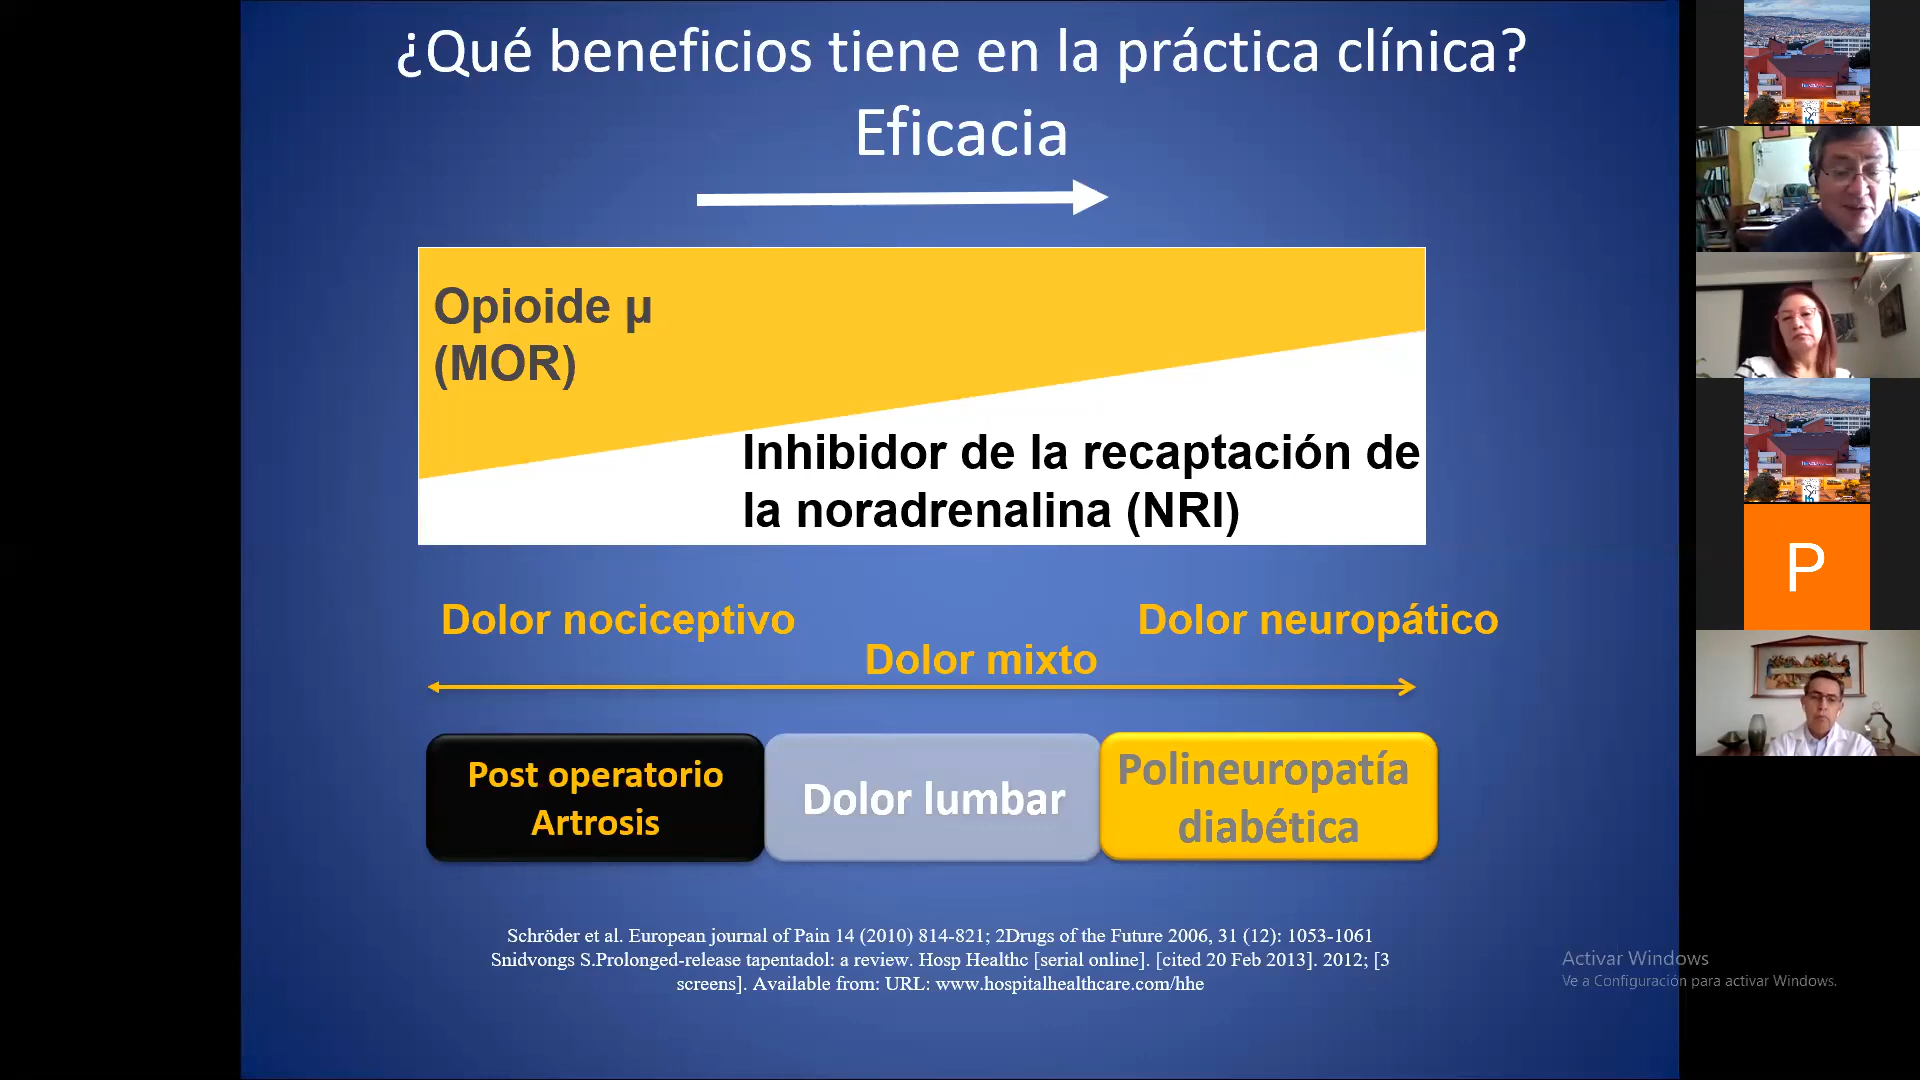 ¿Qué beneficios tiene en la práctica clínica?
Eficacia
Opioide μ
(MOR)
Inhibidor de la recaptación de
la noradrenalina (NRI)
Dolor nociceptivo
Dolor neuropático
Dolor mixto
Post operatorio
Artrosis
Dolor lumbar
Polineuropatía
diabética
Schröder et al. European journal of Pain 14 (2010) 814-821; 2Drugs of the Future 2006, 31 (12): 1053-1061
Snidvongs S.Prolonged-release tapentadol: a review. Hosp Healthc [serial online]. [cited 20 Feb 2013]. 2012; [3
screens]. Available from: URL: www.hospitalhealthcare.com/hhe
Activar Windows
Ve a Configuración para activar Windows.
P